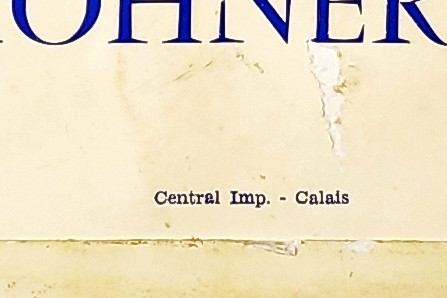 OHNER
Central Imp. - Calais